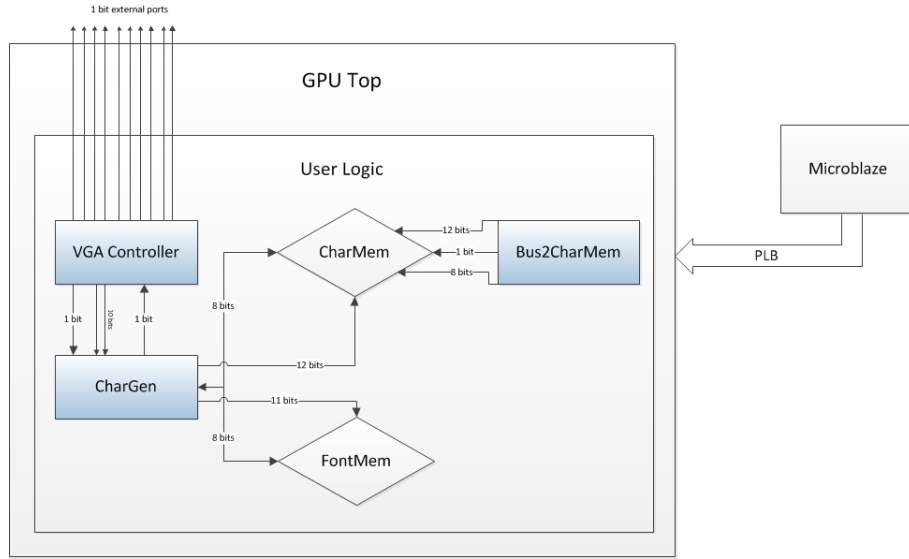 1 bit external ports
GPU Top
User Logic
Microblaze
VGA Controller
CharMem
12 bits
1 bit
8 bits
Bus2CharMem
PLB
8 bits
1 bit
10 bits
1 bit
12 bits
CharGen
11 bits
8 bits
FontMem